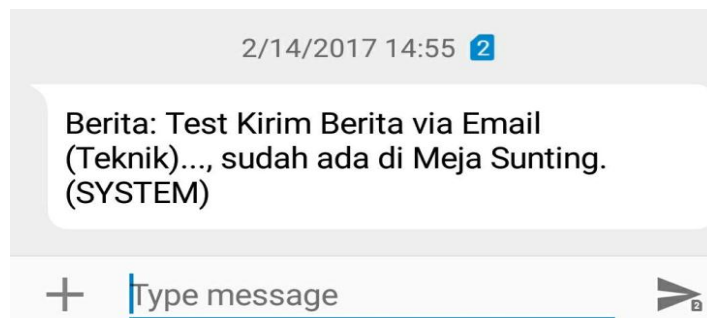 2/14/2017 14:55 2
Berita: Test Kirim Berita via Email
(Teknik)..., sudah ada di Meja Sunting.
(SYSTEM)
Type message
2